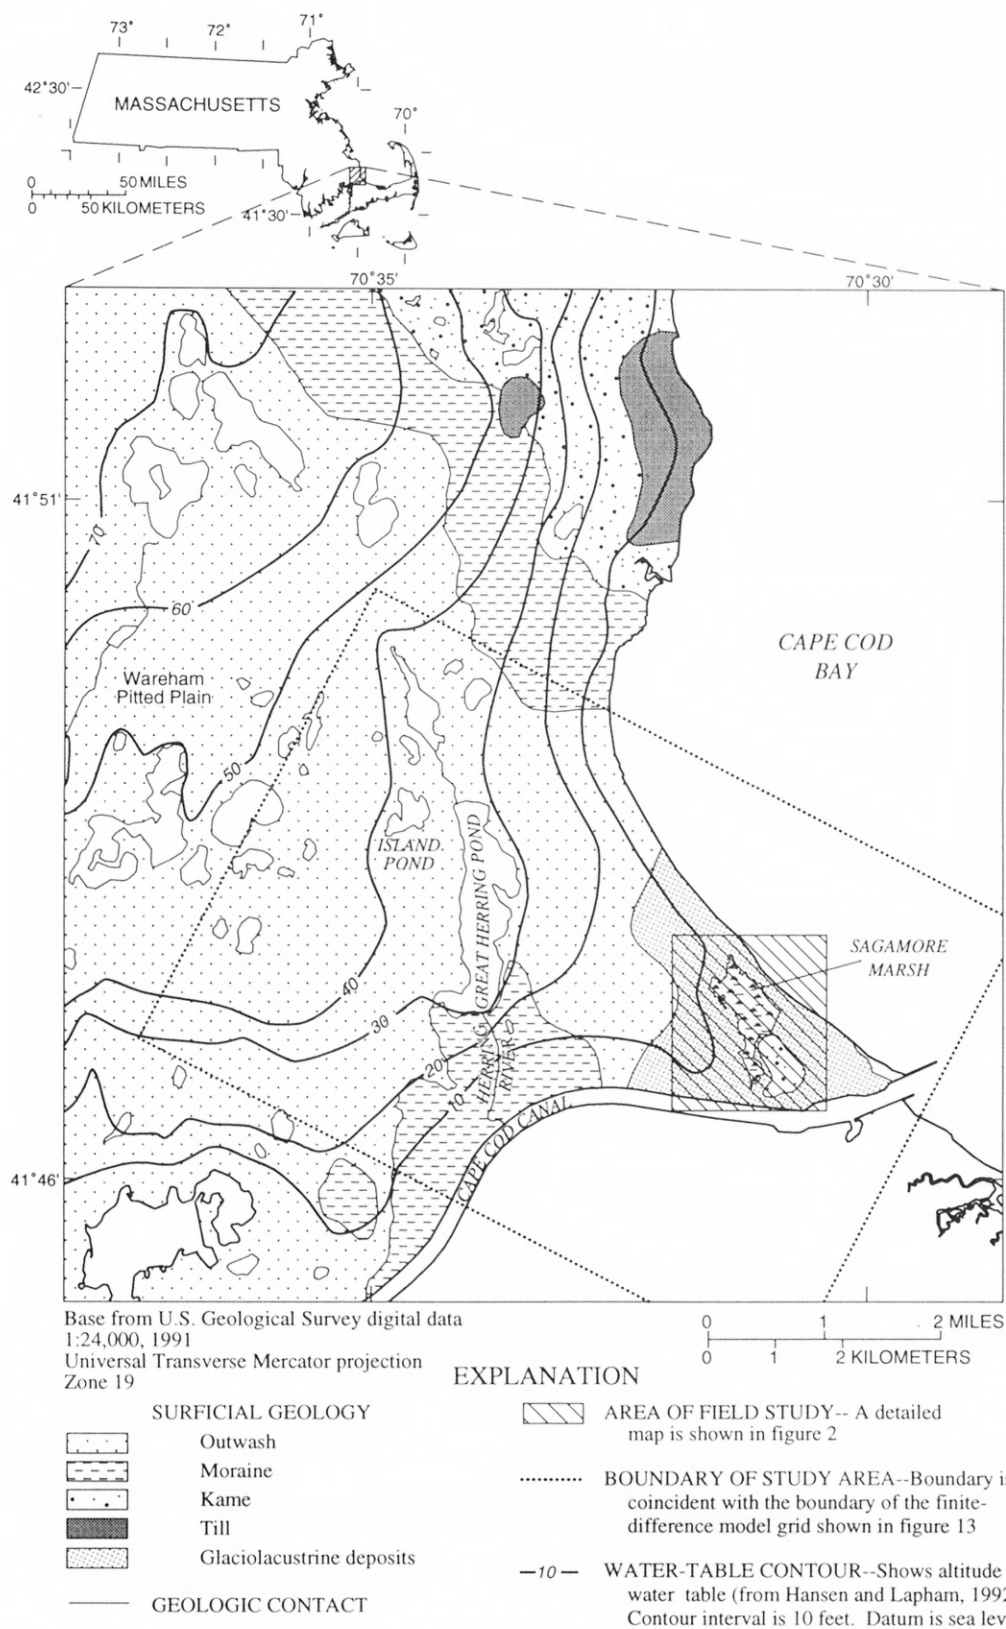 73° 72° 71°
42°30'
MASSACHUSETTS
70°
0 50 MILES
0 50 KILOMETERS
41°30'
70°35' 70°30'
41°51'
70
60
CAPE COD
BAY
Wareham
Pitted Plain
50
ISLAND
POND
GREAT HERRING POND
SAGAMORE
MARSH
40
30
HERRING
RIVER
20
10
CAPE COD CANAL
0
41°46'
Base from U.S. Geological Survey digital data
1:24,000, 1991
Universal Transverse Mercator projection
Zone 19
0 1 2 MILES
0 1 2 KILOMETERS
EXPLANATION
SURFICIAL GEOLOGY
Outwash
Moraine
Kame
Till
Glaciolacustrine deposits
GEOLOGIC CONTACT
AREA OF FIELD STUDY-- A detailed
map is shown in figure 2
BOUNDARY OF STUDY AREA--Boundary is
coincident with the boundary of the finite-
difference model grid shown in figure 13
10 WATER-TABLE CONTOUR--Shows altitude
water table (from Hansen and Lapham, 1992
Contour interval is 10 feet. Datum is sea lev